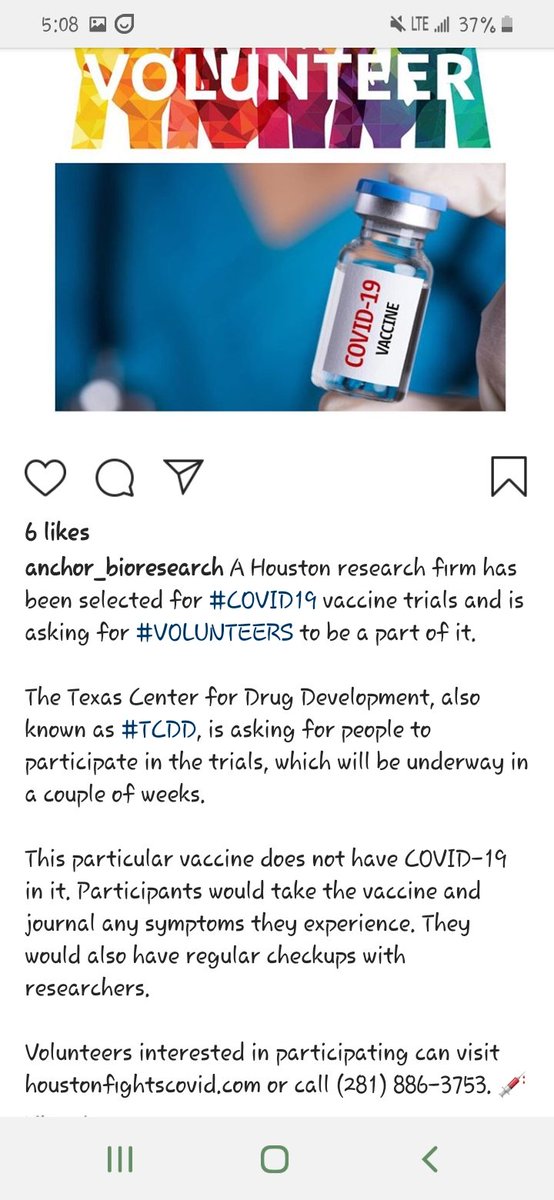 5:08 LTE 37%
VOLUNTEER
COVID-19
VACCINE
6 likes
anchor_bioresearch A Houston research firm has
been selected for #COVID19 vaccine trials and is
asking for #VOLUNTEERS to be a part of it.
The Texas Center for Drug Development, also
known as #TCDD, is asking for people to
participate in the trials, which will be underway in
a couple of weeks.
This particular vaccine does not have COVID-19
in it. Participants would take the vaccine and
journal any symptoms they experience. They
would also have regular checkups with
researchers.
Volunteers interested in participating can visit
houstonfightscovid.com or call (281) 886-3753. 💉